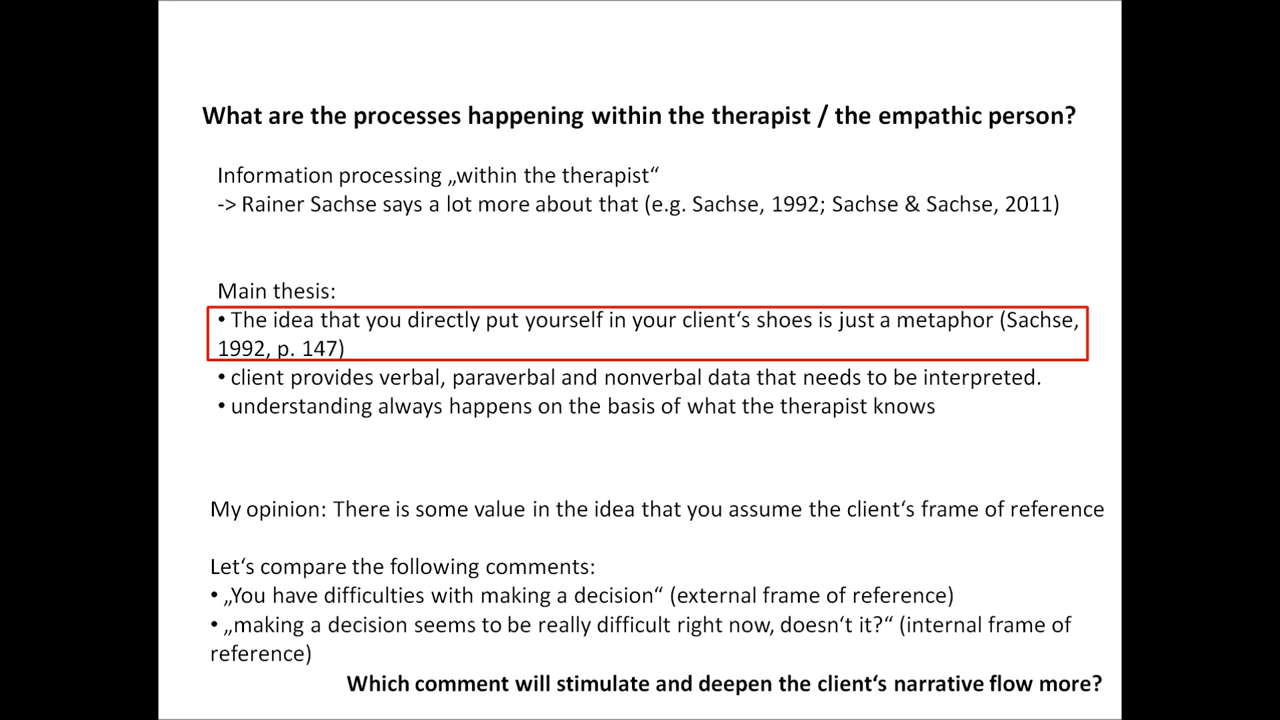 What are the processes happening within the therapist / the empathic person?
Information processing „within the therapist“
-> Rainer Sachse says a lot more about that (e.g. Sachse, 1992; Sachse & Sachse, 2011)
Main thesis:
• The idea that you directly put yourself in your client‘s shoes is just a metaphor (Sachse,
1992, p. 147)
• client provides verbal, paraverbal and nonverbal data that needs to be interpreted.
• understanding always happens on the basis of what the therapist knows
My opinion: There is some value in the idea that you assume the client‘s frame of reference
Let‘s compare the following comments:
• „You have difficulties with making a decision“ (external frame of reference)
• „making a decision seems to be really difficult right now, doesn‘t it?“ (internal frame of
reference)
Which comment will stimulate and deepen the client‘s narrative flow more?